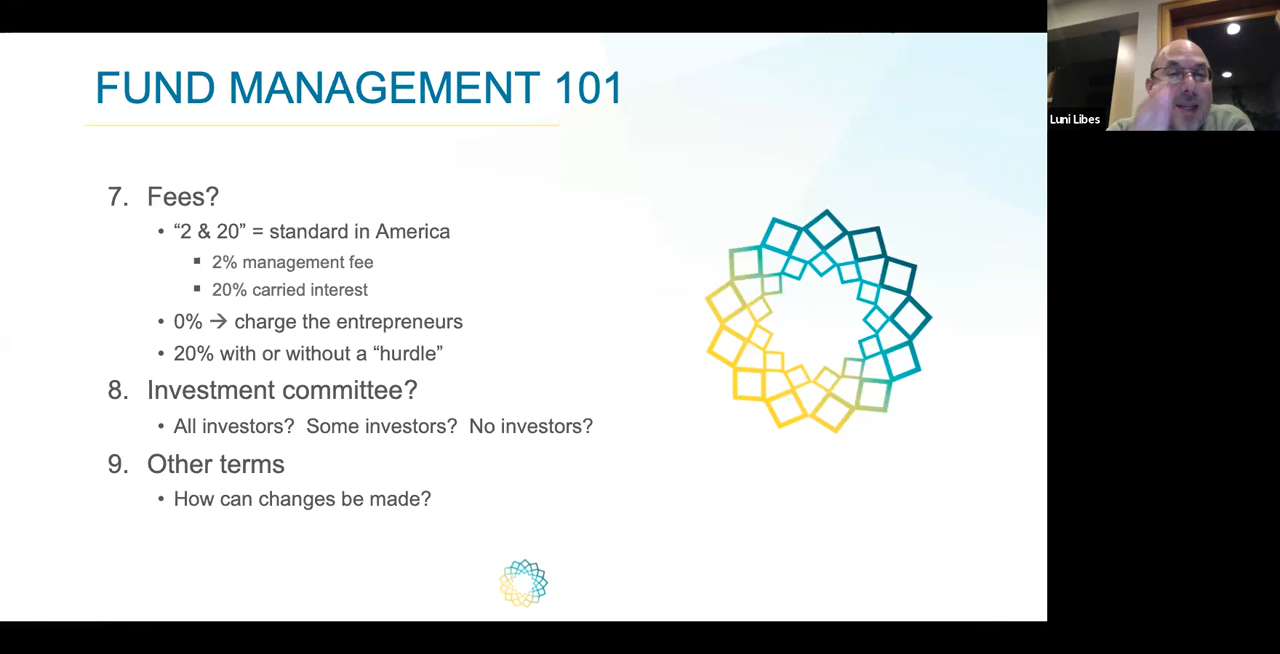 FUND MANAGEMENT 101
7. Fees?
• “2 & 20” = standard in America
▪ 2% management fee
▪ 20% carried interest
• 0% → charge the entrepreneurs
• 20% with or without a “hurdle”
8. Investment committee?
• All investors? Some investors? No investors?
9. Other terms
• How can changes be made?
Luni Libes